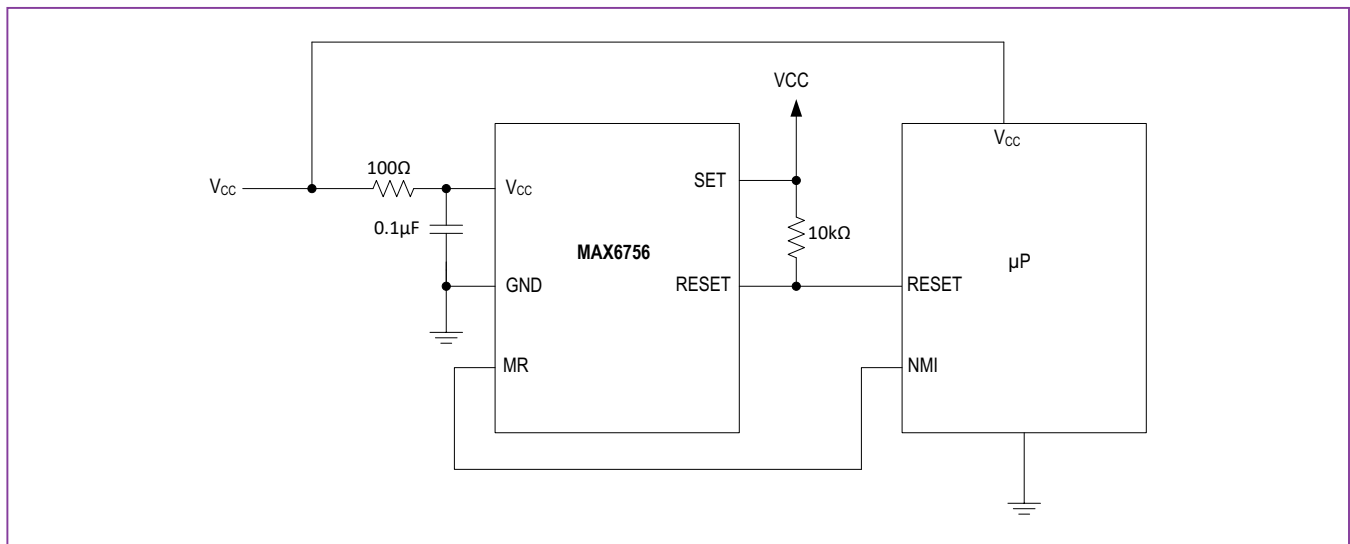 VCC
VCC
100Ω
VCC
VCC
SET
0.1µF
10kΩ
MAX6756
µP
GND
RESET
RESET
MR
NMI